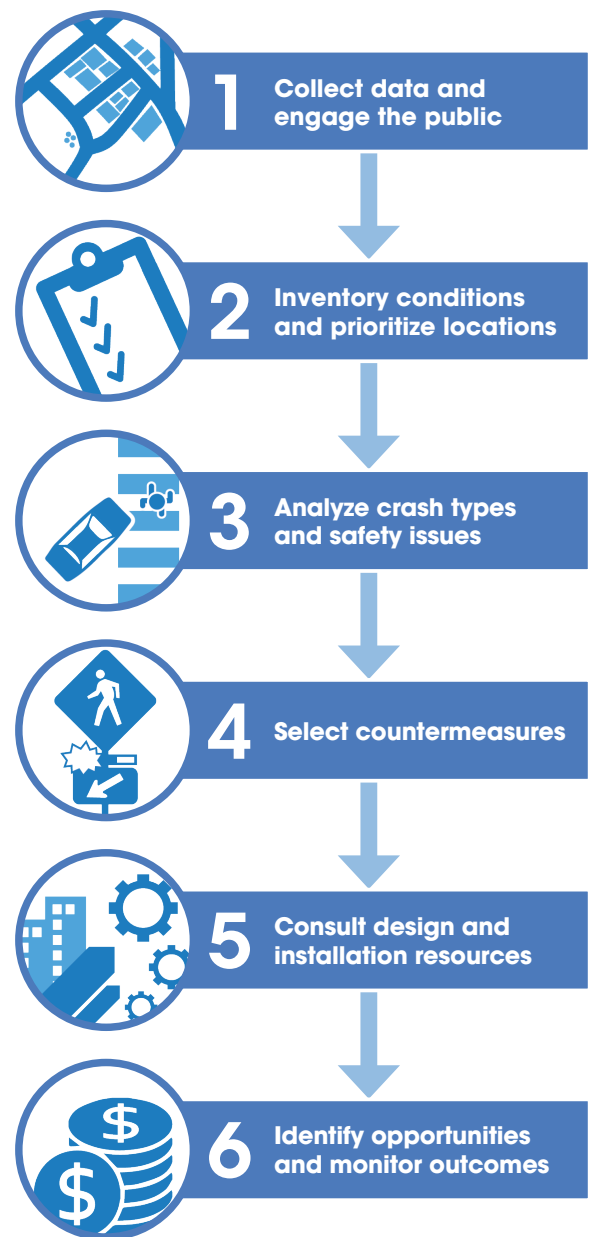 1
Collect data and
engage the public
2
Inventory conditions
and prioritize locations
3
Analyze crash types
and safety issues
4
Select countermeasures
5
Consult design and
installation resources
6
Identify opportunities
and monitor outcomes
$
$